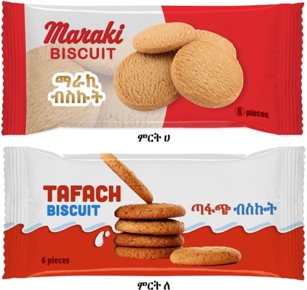 Maraki
BISCUIT
ማራኪ
ብስኩት
6 pieces
ምርት ሀ
TAFACH
BISCUIT
ጣፋጭ ብስኩት
6 pieces
ምርት ለ